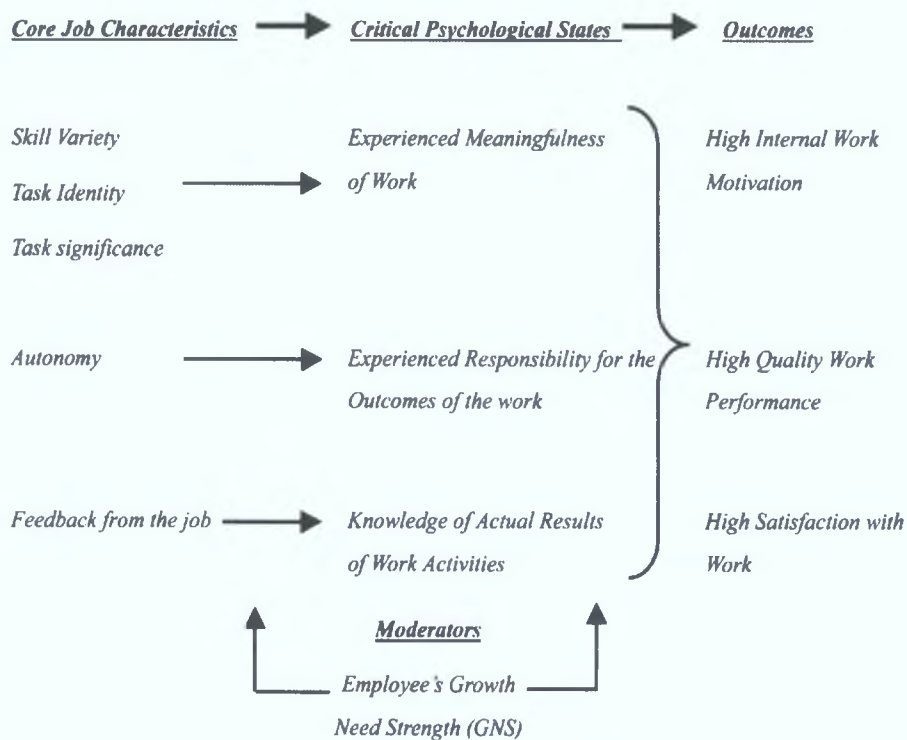 Core Job Characteristics Critical Psychological States Outcomes
Skill Variety
Task Identity
Task significance
Experienced Meaningfulness
of Work
High Internal Work
Motivation
Autonomy
Experienced Responsibility for the
Outcomes of the work
High Quality Work
Performance
Feedback from the job
Knowledge of Actual Results
of Work Activities
High Satisfaction with
Work
Moderators
Employee's Growth
Need Strength (GNS)